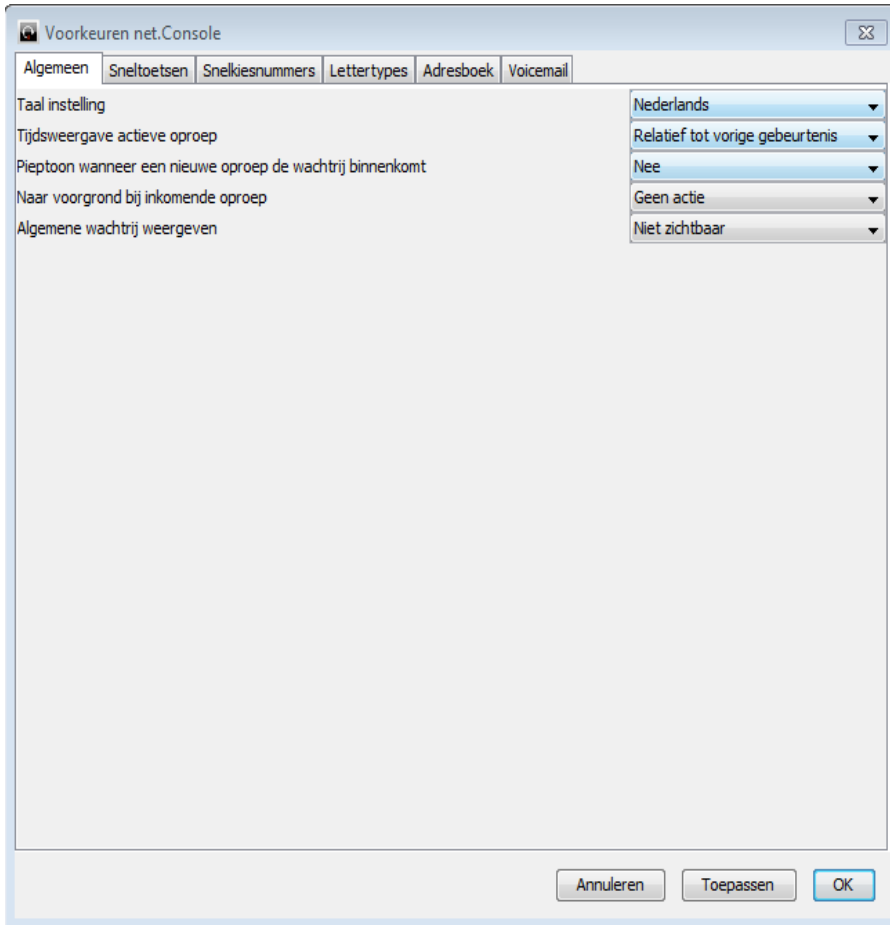 Voorkeuren net.Console
Algemeen Sneltoetsen Snelkiesnummers Lettertypes Adresboek Voicemail
Taal instelling Nederlands
Tijdsweergave actieve oproep Relatief tot vorige gebeurtenis
Pieptoon wanneer een nieuwe oproep de wachtrij binnenkomt Nee
Naar voorgrond bij inkomende oproep Geen actie
Algemene wachtrij weergeven Niet zichtbaar
Annuleren Toepassen OK